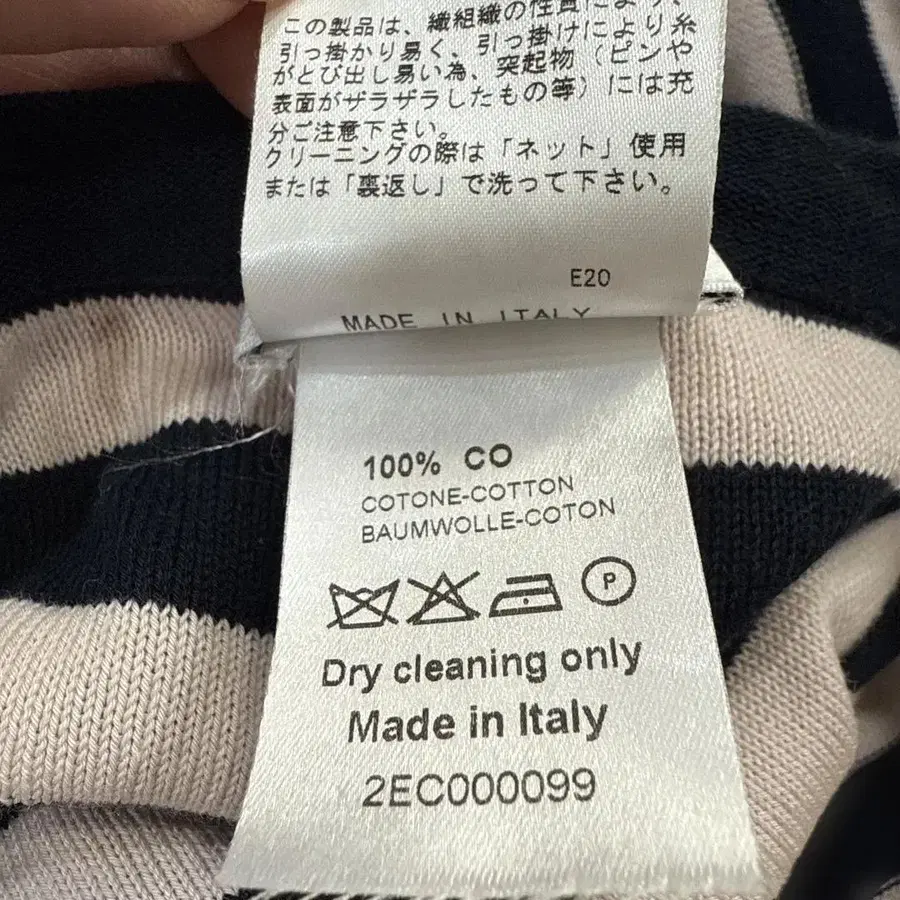 この製品は、繊組織の性質により、
引っ掛かり易く、引っ掛けにより糸
がとび出し易い為、突起物（ピンや
表面がザラザラしたもの等）には充
分ご注意下さい。
クリーニングの際は「ネット」使用
または「裏返し」で洗って下さい。
E20
MADE IN ITALY
100% CO
COTONE-COTTON
BAUMWOLLE-COTON
P
Dry cleaning only
Made in Italy
2EC000099